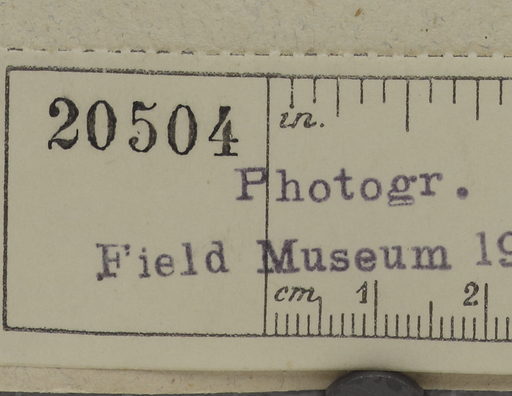 20504
in.
Photogr.
Field Museum 19
cm 1 2